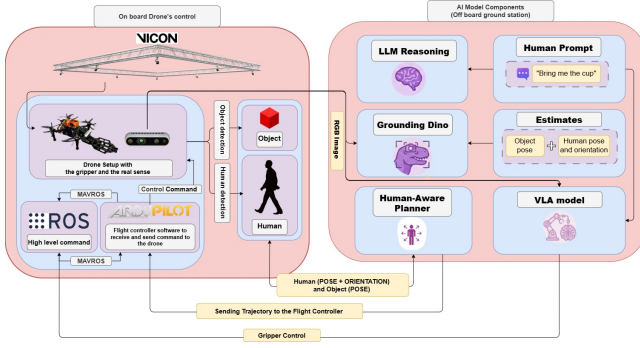 On board Drone's control
VICON
Drone Setup with
the gripper and the real sense
Object detection
Human detection
Object
Human
Control Command
MAVROS
ROS
High level command
ARDUPILOT
Flight controller software to
receive and send command to
the drone
MAVROS
Human (POSE + ORIENTATION)
and Object (POSE)
Sending Trajectory to the Flight Controller
Gripper Control
AI Model Components
(Off board ground station)
LLM Reasoning
Human Prompt
"Bring me the cup"
RGB Image
Grounding Dino
Estimates
Object
pose
+
Human pose
and orientation
Human-Aware
Planner
VLA model